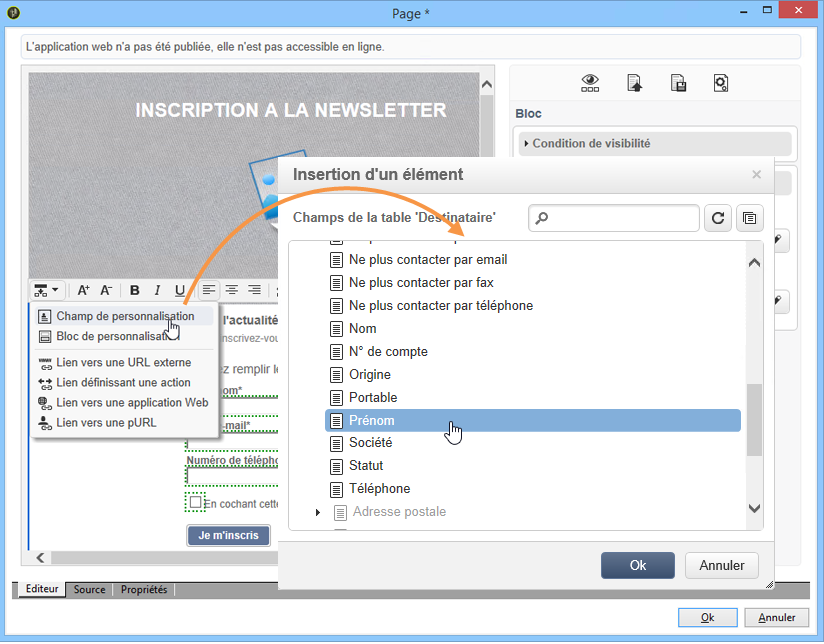 Page *
L'application web n'a pas été publiée, elle n'est pas accessible en ligne.
INSCRIPTION A LA NEWSLETTER
Bloc
Condition de visibilité
Insertion d'un élément
Champs de la table 'Destinataire'
Ne plus contacter par email
Ne plus contacter par fax
Ne plus contacter par téléphone
Nom
N° de compte
Origine
Portable
Prénom
Société
Statut
Téléphone
Adresse postale
Ok
Annuler
A+ A- B I U
Champ de personnalisation
Bloc de personnalisation
Lien vers une URL externe
Lien définissant une action
Lien vers une application Web
Lien vers une pURL
l'actualité
nscrivez-vou
ez remplir le
nom*
-mail*
Numéro de télépho
En cochant cette
Je m'inscris
Editeur Source Propriétés
Ok Annuler